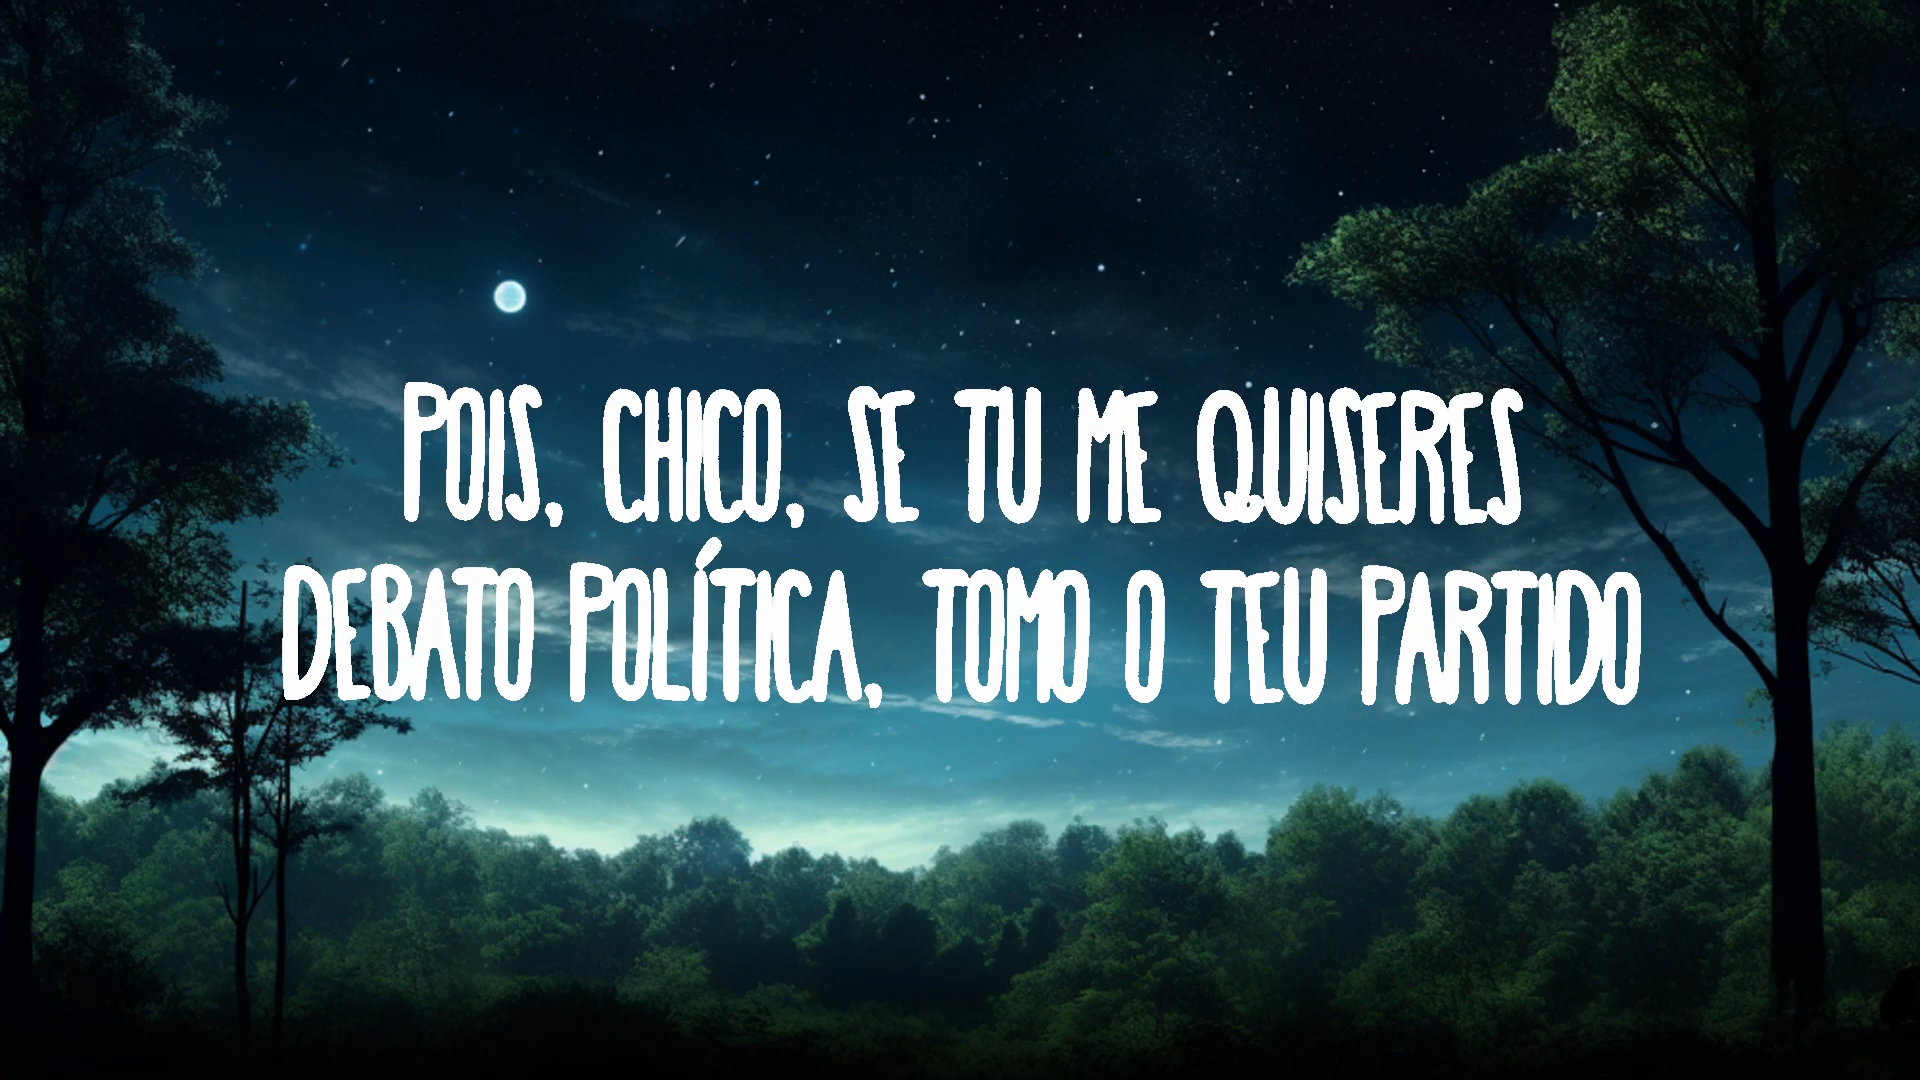 POIS, CHICO, SE TU ME QUISERES
DEBATO POLÍTICA, TOMO O TEU PARTIDO